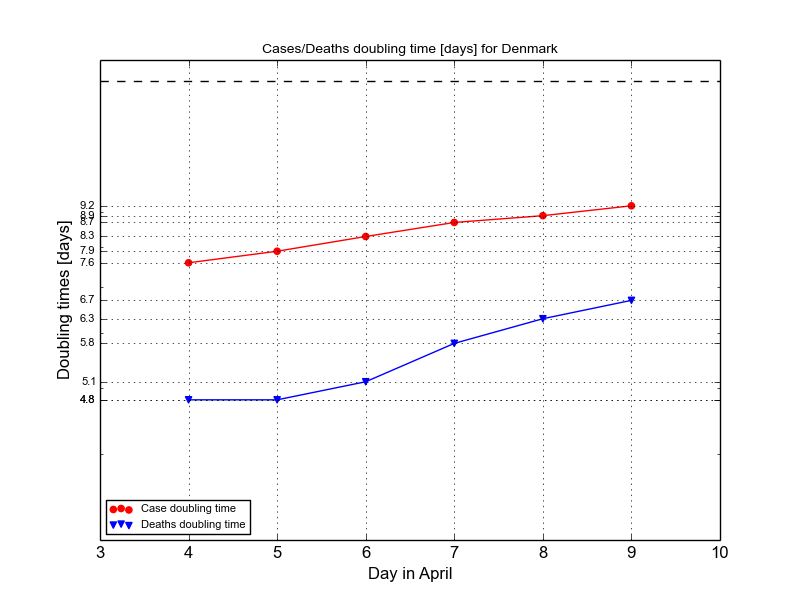 Cases/Deaths doubling time [days] for Denmark
Doubling times [days]
9.2
8.9
8.7
8.3
7.9
7.6
6.7
6.3
5.8
5.1
4.8
Case doubling time
Deaths doubling time
3 4 5 6 7 8 9 10
Day in April